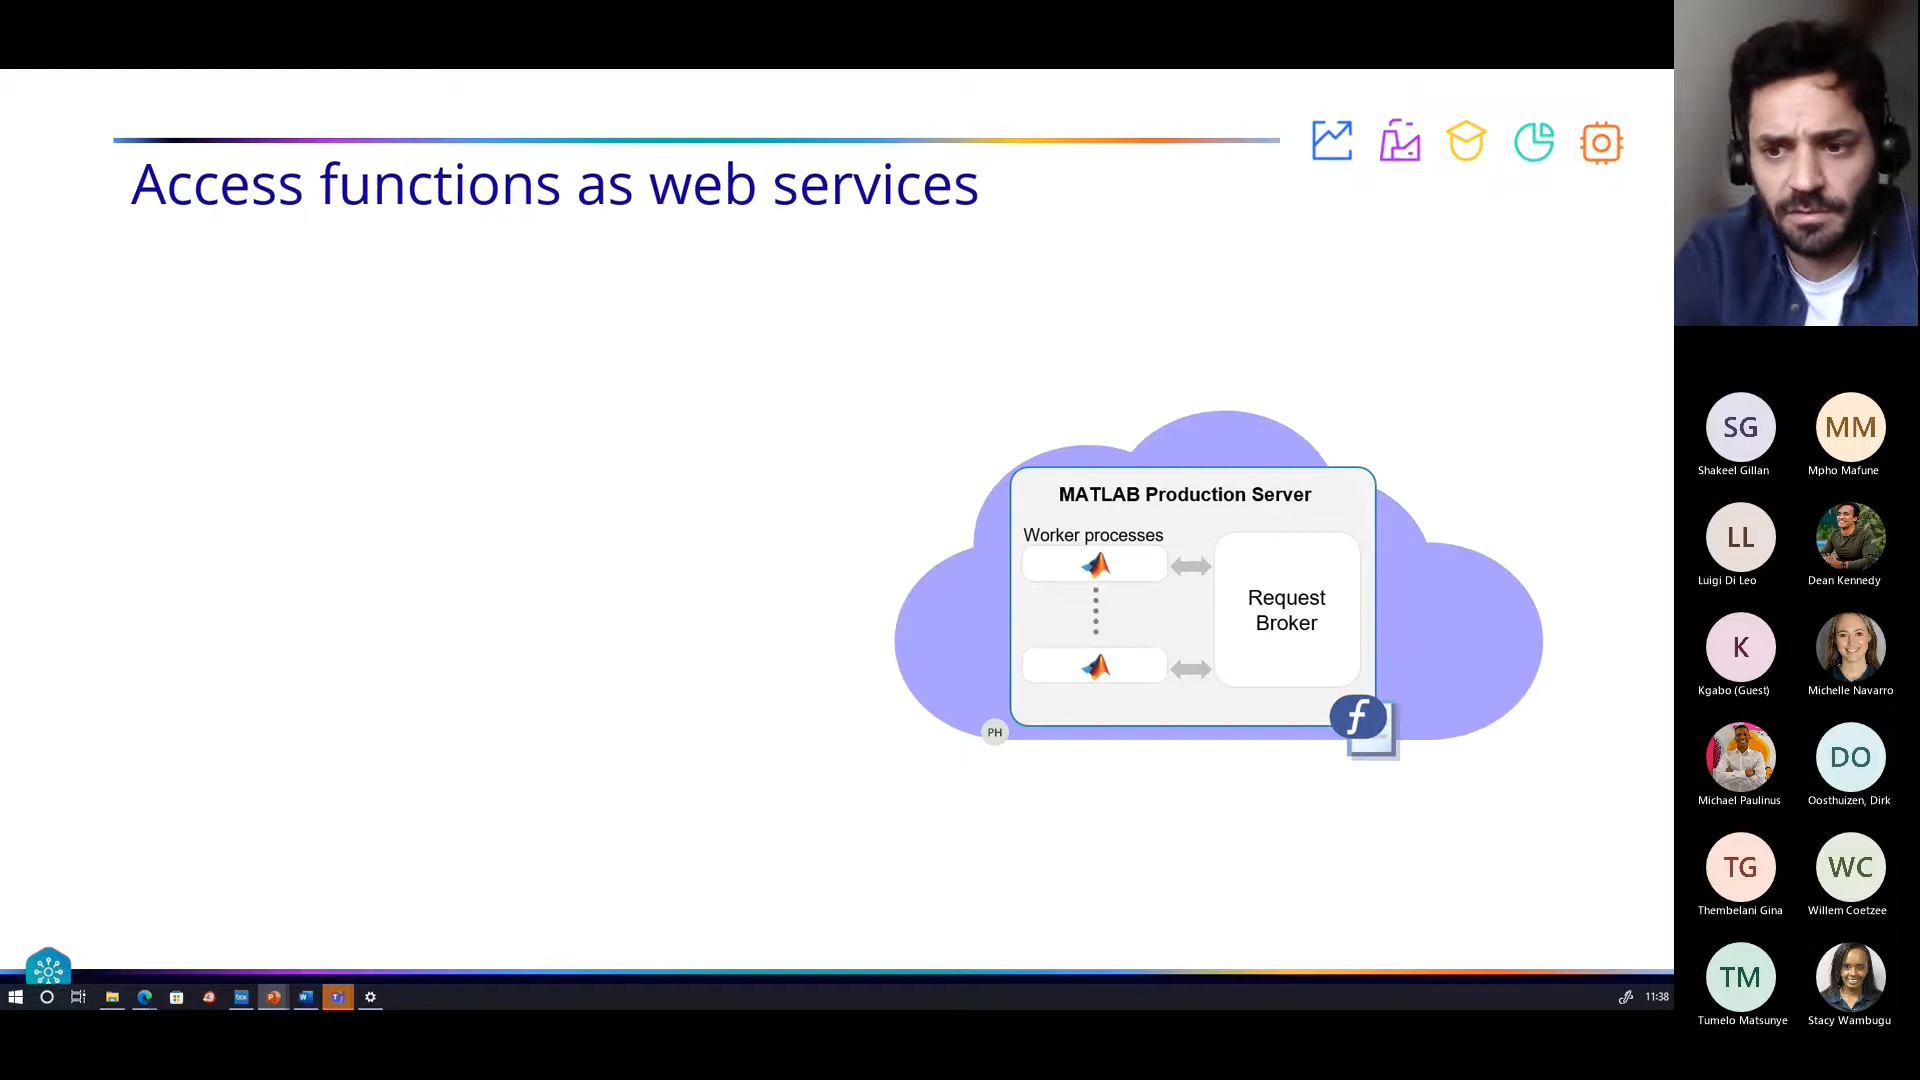 Access functions as web services
MATLAB Production Server
Worker processes
Request
Broker
f
PH
11:38
SG
Shakeel Gillan
MM
Mpho Mafune
LL
Luigi Di Leo
Dean Kennedy
K
Kgabo (Guest)
Michelle Navarro
Michael Paulinus
DO
Oosthuizen, Dirk
TG
Thembelani Gina
WC
Willem Coetzee
TM
Tumelo Matsunye
Stacy Wambugu